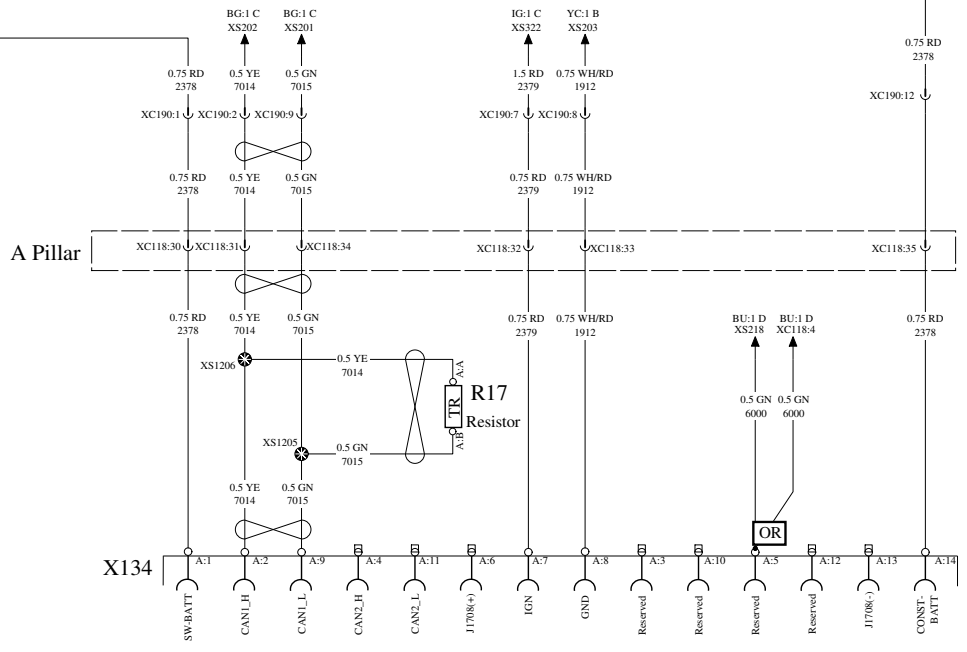 BG:1 C
XS202
BG:1 C
XS201
IG:1 C
XS322
YC:1 B
XS203
0.75 RD
2378
0.75 RD
2378
0.5 YE
7014
0.5 GN
7015
1.5 RD
2379
0.75 WH/RD
1912
XC190:12
XC190:1
XC190:2
XC190:9
XC190:7
XC190:8
0.75 RD
2378
0.5 YE
7014
0.5 GN
7015
0.75 RD
2379
0.75 WH/RD
1912
A Pillar
XC118:30
XC118:31
XC118:34
XC118:32
XC118:33
XC118:35
0.75 RD
2378
0.5 YE
7014
0.5 GN
7015
0.75 RD
2379
0.75 WH/RD
1912
BU:1 D
XS218
BU:1 D
XC118:4
0.75 RD
2378
XS1206
0.5 YE
7014
A:A
TR
A:B
R17
Resistor
0.5 GN
6000
0.5 GN
6000
XS1205
0.5 GN
7015
0.5 YE
7014
0.5 GN
7015
OR
X134
A:1
A:2
A:9
A:4
A:11
A:6
A:7
A:8
A:3
A:10
A:5
A:12
A:13
A:14
SW-BATT
CAN1_H
CAN1_L
CAN2_H
CAN2_L
J1708(+)
IGN
GND
Reserved
Reserved
Reserved
Reserved
J1708(-)
CONST-
BATT